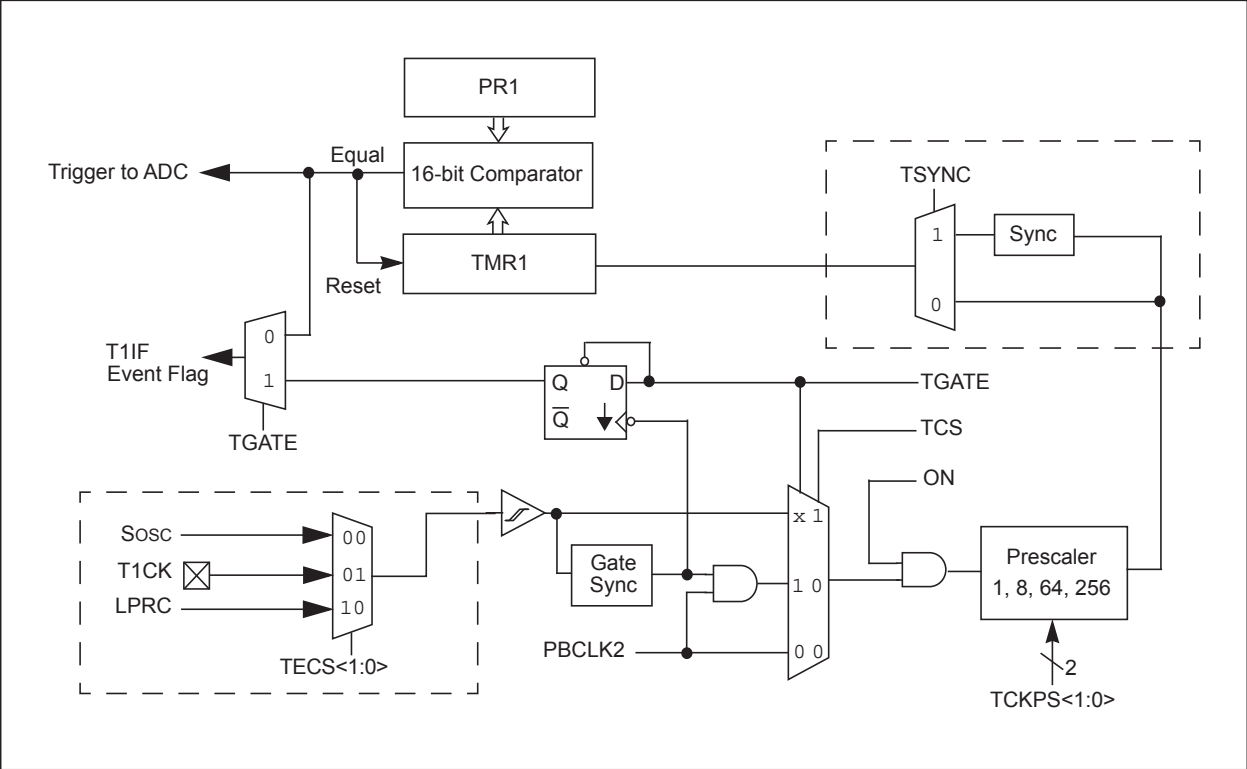 PR1
Equal
Trigger to ADC
16-bit Comparator
TSYNC
1
Sync
TMR1
Reset
0
0
T1IF
Event Flag
1
Q
D
TGATE
Q
TCS
TGATE
ON
SOSC
00
x 1
T1CK
01
Gate
Sync
1 0
Prescaler
1, 8, 64, 256
LPRC
10
PBCLK2
0 0
TECS<1:0>
2
TCKPS<1:0>